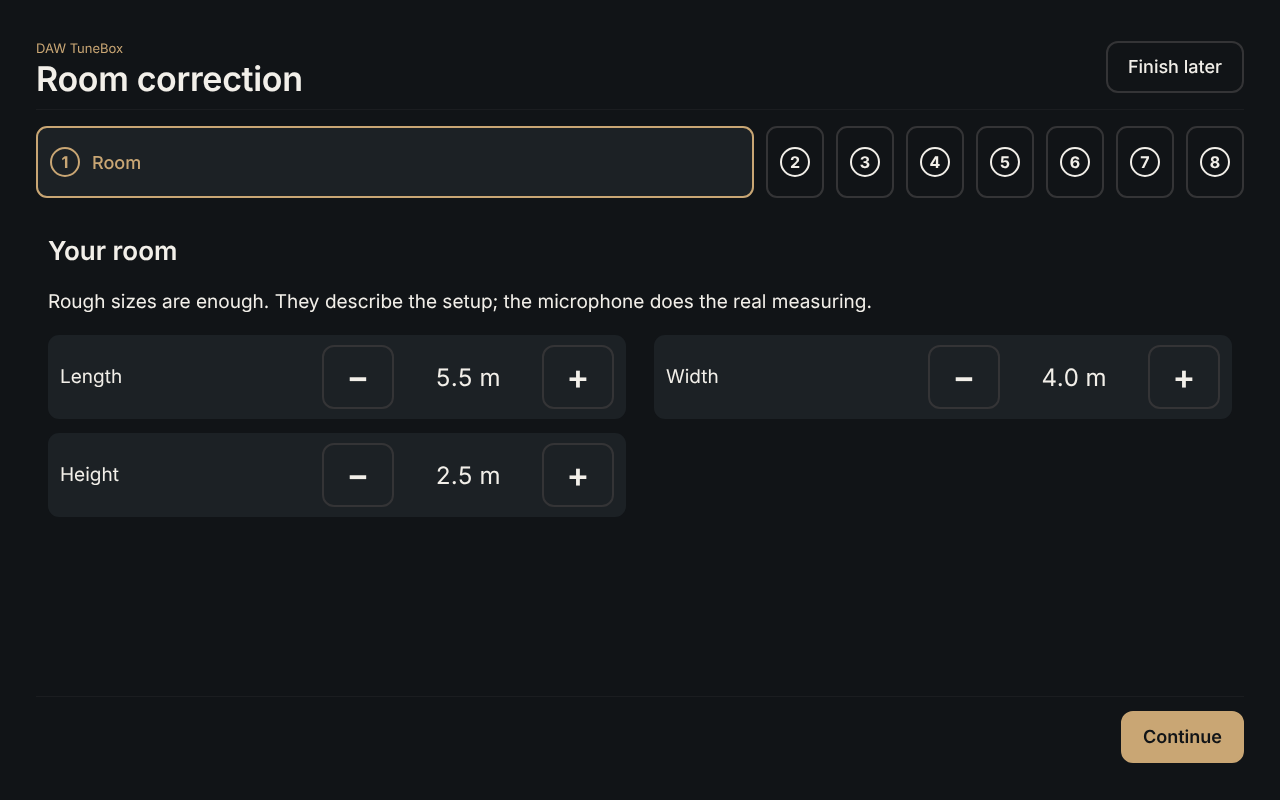 DAW TuneBox
Room correction
Finish later
1 Room 2 3 4 5 6 7 8
Your room
Rough sizes are enough. They describe the setup; the microphone does the real measuring.
Length − 5.5 m + Width − 4.0 m +
Height − 2.5 m +
Continue